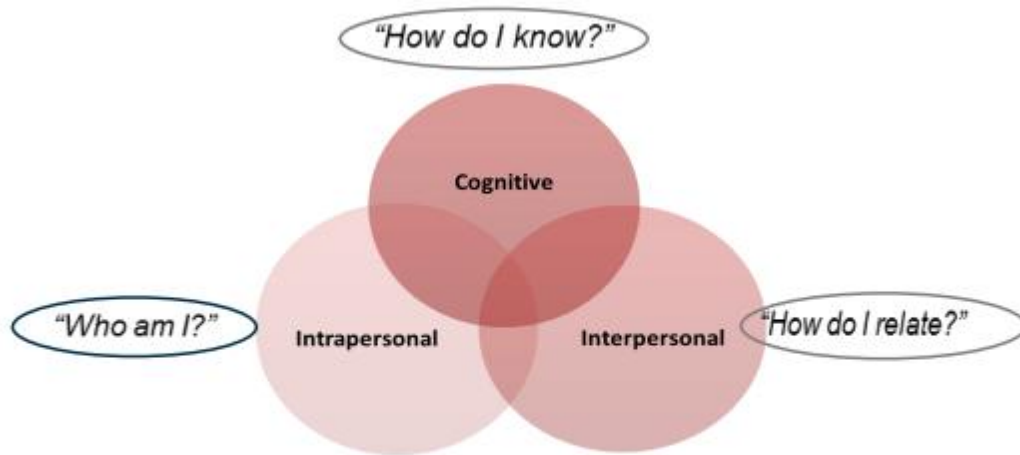 “How do I know?”
Cognitive
“Who am I?”
Intrapersonal
Interpersonal
“How do I relate?”